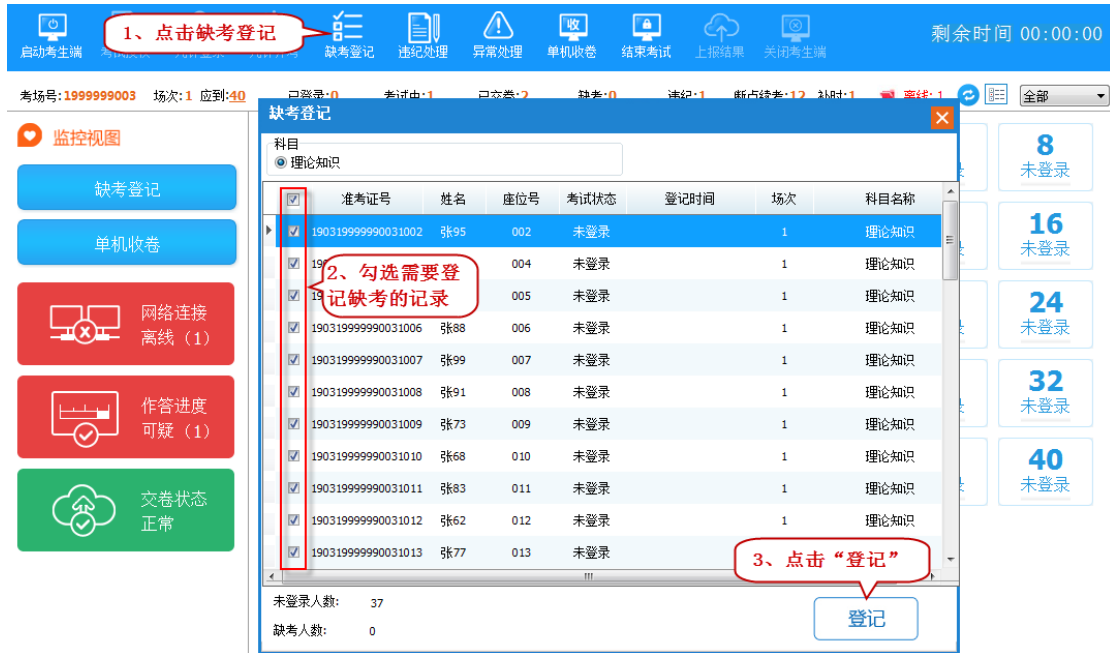 1、点击缺考登记
启动考生端
缺考登记
违纪处理
异常处理
单机收卷
结束考试
上报结果
关闭考生端
剩余时间 00:00:00
考场号:1999999003 场次:1 应到:40 已登录:0 考试中:1 已交卷:2 缺考:0 违纪:1 断点续考:12 补时:1 离线:1 全部
监控视图
缺考登记
单机收卷
网络连接
离线（1）
作答进度
可疑（1）
交卷状态
正常
缺考登记
科目
理论知识
准考证号 姓名 座位号 考试状态 登记时间 场次 科目名称
190319999990031002 张95 002 未登录 1 理论知识
004 未登录 1 理论知识
005 未登录 1 理论知识
2、勾选需要登
记缺考的记录
190319999990031006 张88 006 未登录 1 理论知识
190319999990031007 张99 007 未登录 1 理论知识
190319999990031008 张91 008 未登录 1 理论知识
190319999990031009 张73 009 未登录 1 理论知识
190319999990031010 张68 010 未登录 1 理论知识
190319999990031011 张83 011 未登录 1 理论知识
190319999990031012 张62 012 未登录 1 理论知识
190319999990031013 张77 013 未登录 理论知识
3、点击“登记”
未登录人数: 37
缺考人数: 0
登记
8
未登录
16
未登录
24
未登录
32
未登录
40
未登录